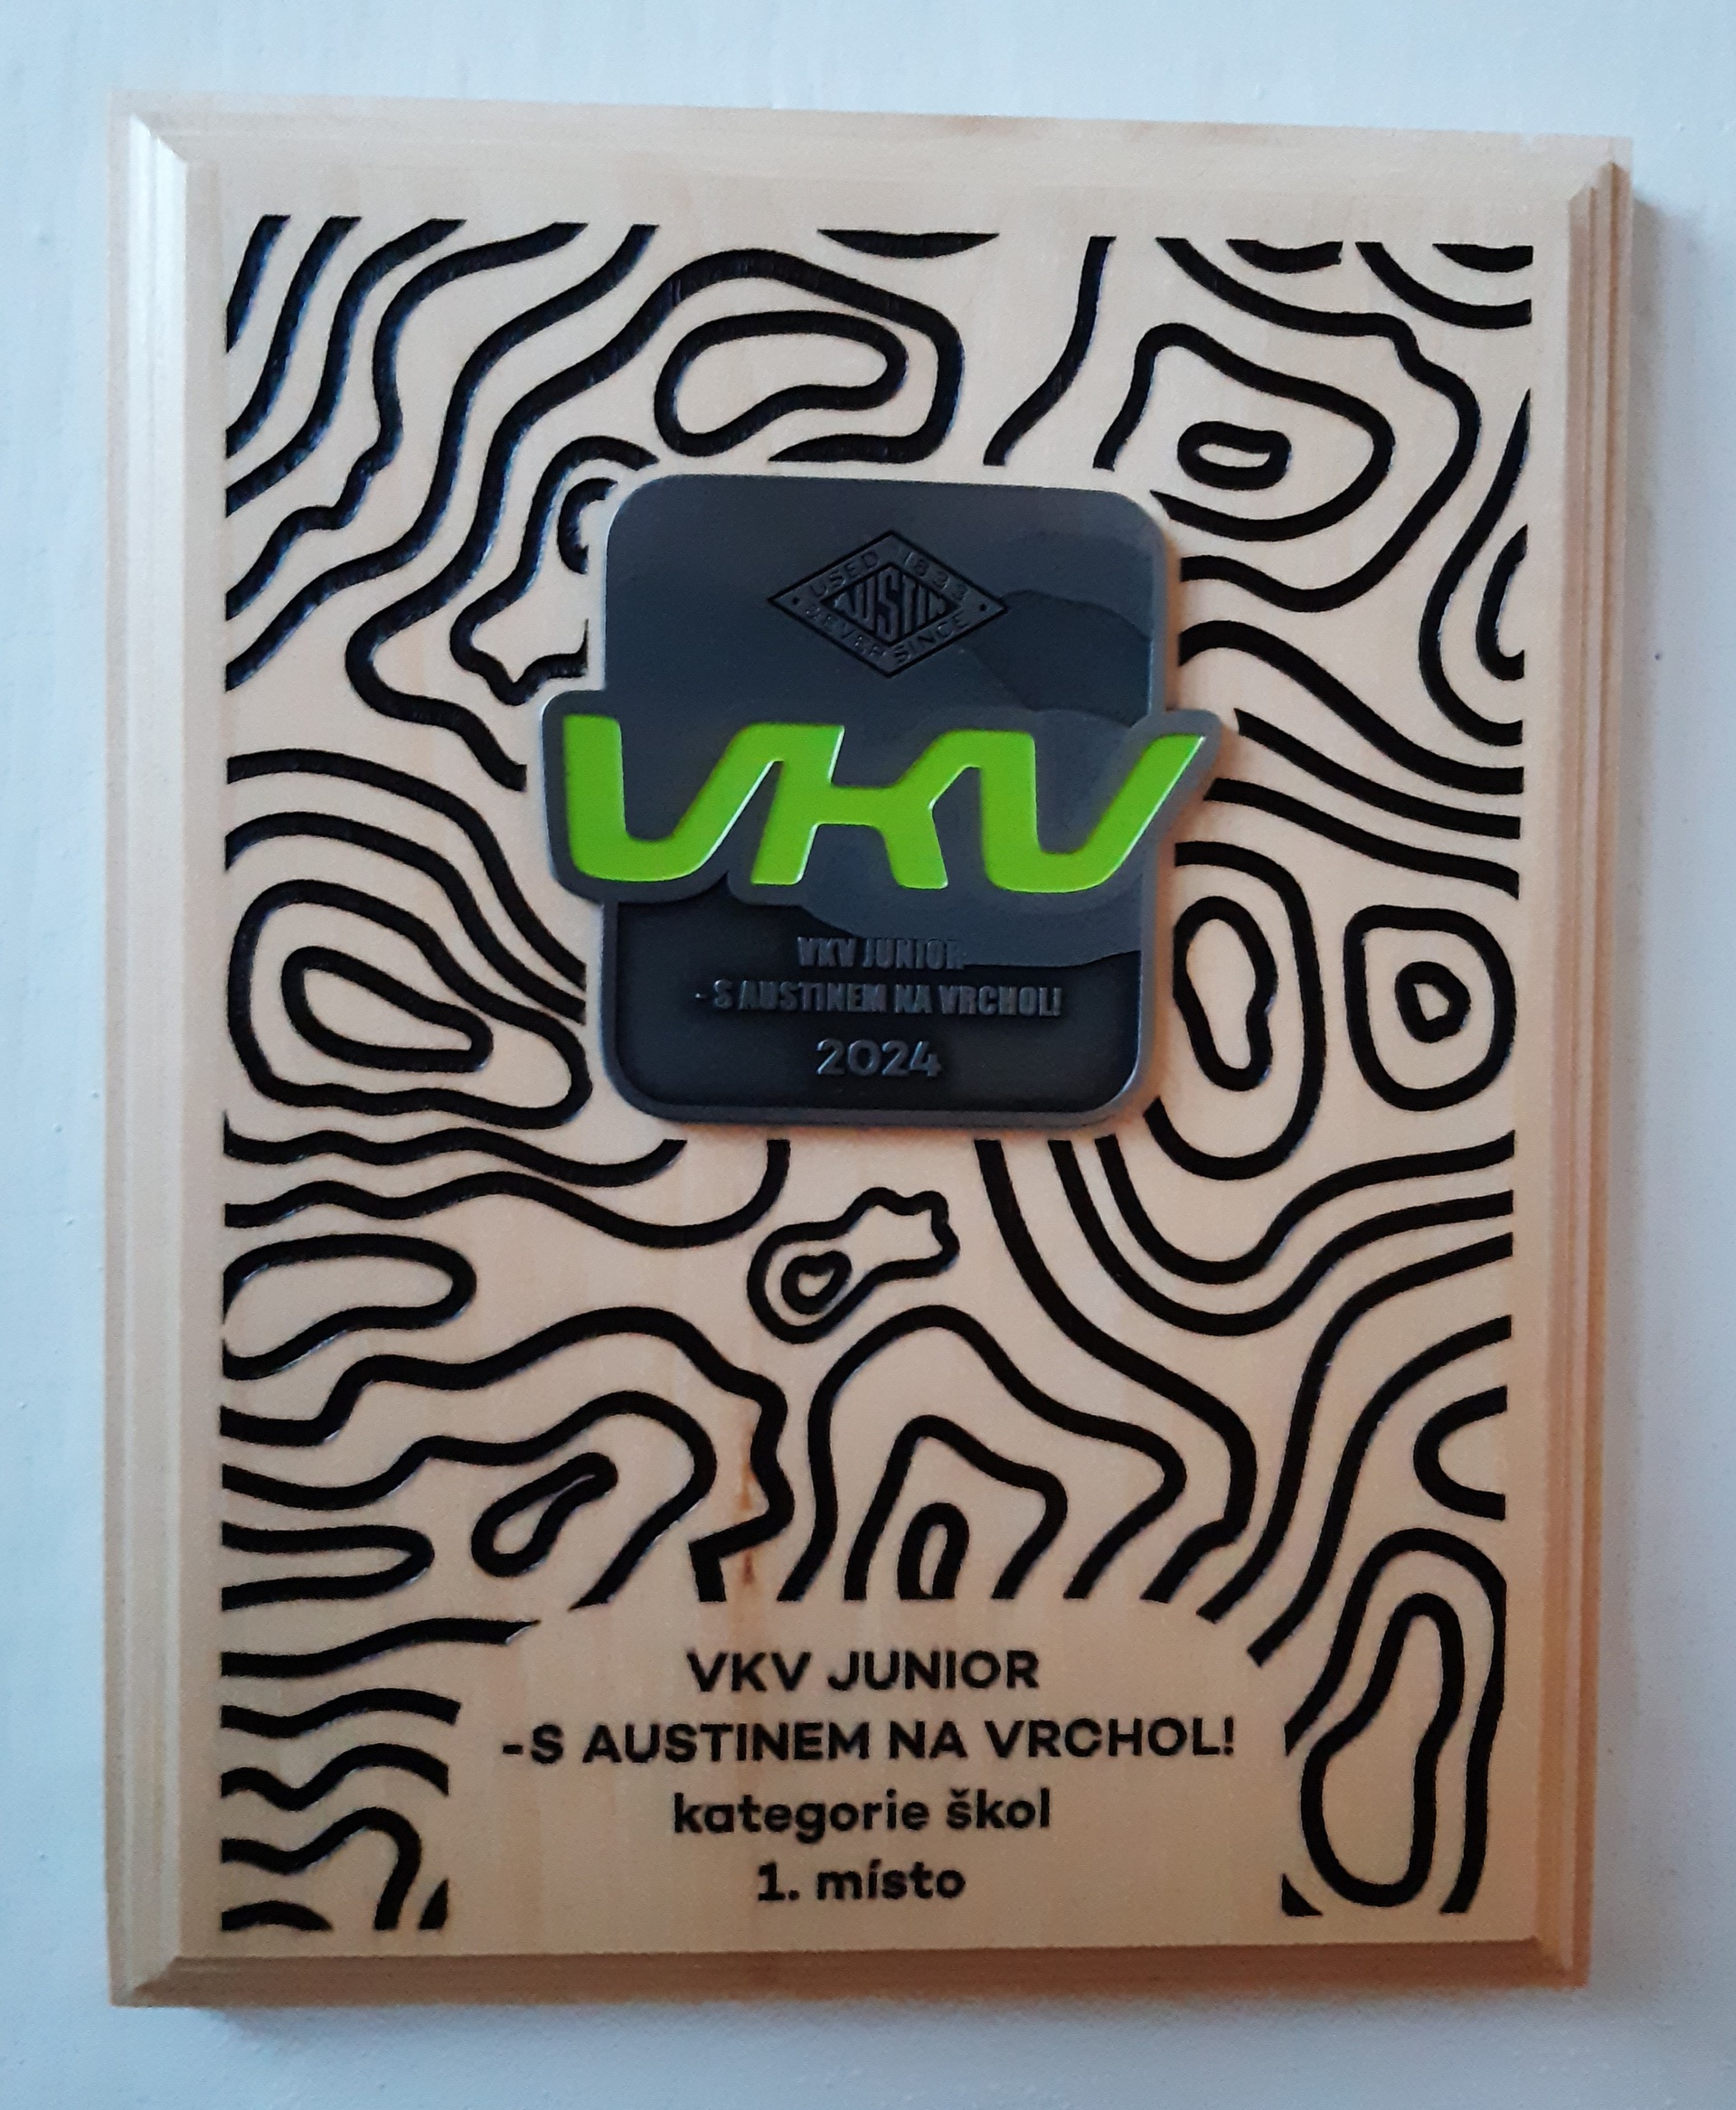 USED 1833
AUSTIN
EVER SINCE
VKV
VKV JUNIOR
- S AUSTINEM NA VRCHOL!
2024
VKV JUNIOR
-S AUSTINEM NA VRCHOL!
kategorie škol
1. místo